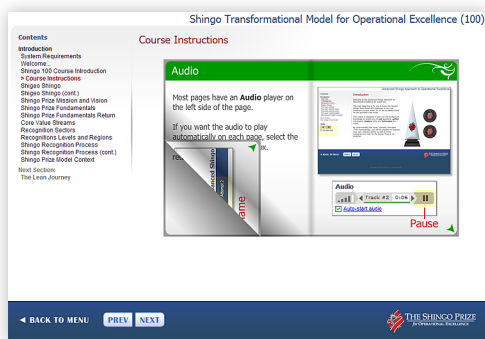 Shingo Transformational Model for Operational Excellence (100)
Contents
Introduction
System Requirements
Welcome...
Shingo 100 Course Introduction
> Course Instructions
Shigeo Shingo
Shigeo Shingo (cont.)
Shingo Prize Mission and Vision
Shingo Prize Fundamentals
Shingo Prize Fundamentals Return
Core Value Streams
Recognition Sectors
Recognitions Levels and Regions
Shingo Recognition Process
Shingo Recognition Process (cont.)
Shingo Prize Model Context
Next Section:
The Lean Journey
Course Instructions
Audio
Most pages have an Audio player on
the left side of the page.
If you want the audio to play
automatically on each page, select the
Audio
Track #2 0:06
Auto-start audio
Pause
BACK TO MENU
PREV
NEXT
THE SHINGO PRIZE
for OPERATIONAL EXCELLENCE